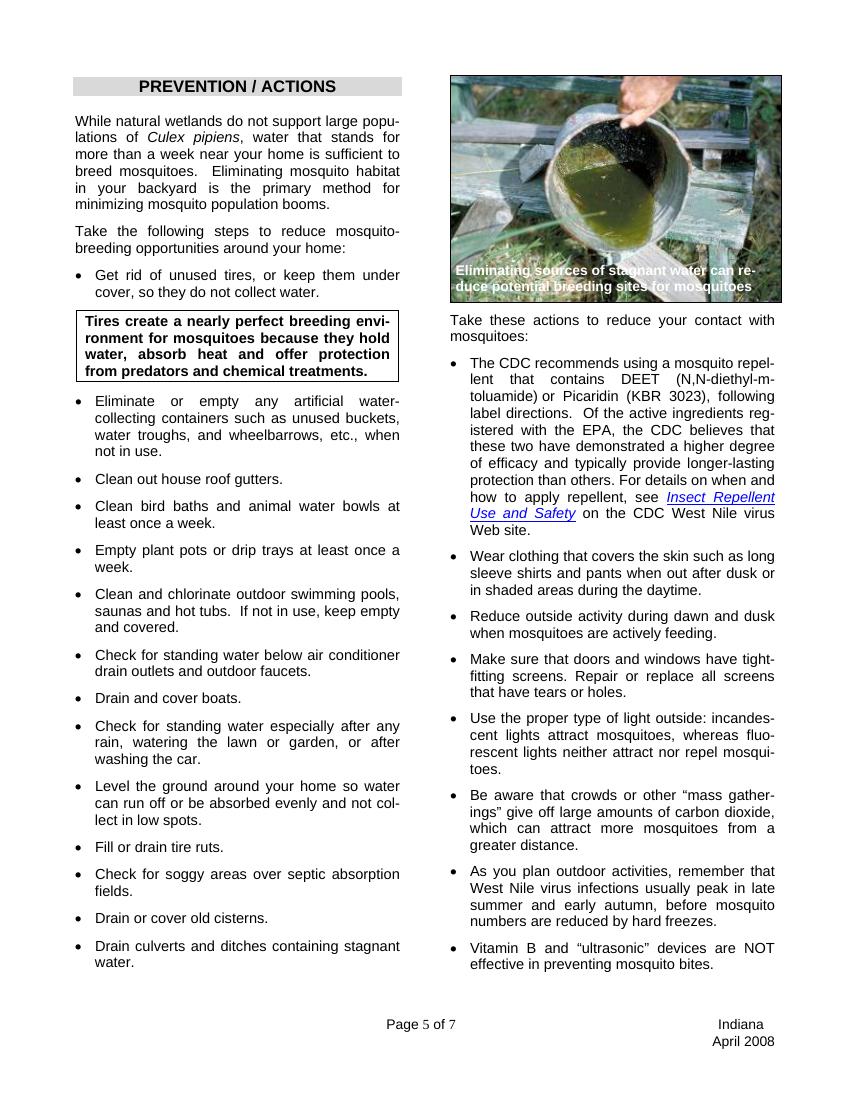 PREVENTION / ACTIONS
While natural wetlands do not support large popu-
lations of Culex pipiens, water that stands for
more than a week near your home is sufficient to
breed mosquitoes.  Eliminating mosquito habitat
in your backyard is the primary method for
minimizing mosquito population booms.
Take the following steps to reduce mosquito-
breeding opportunities around your home:
• Get rid of unused tires, or keep them under
cover, so they do not collect water.
Tires create a nearly perfect breeding envi-
ronment for mosquitoes because they hold
water, absorb heat and offer protection
from predators and chemical treatments.
• Eliminate or empty any artificial water-
collecting containers such as unused buckets,
water troughs, and wheelbarrows, etc., when
not in use.
• Clean out house roof gutters.
• Clean bird baths and animal water bowls at
least once a week.
• Empty plant pots or drip trays at least once a
week.
• Clean and chlorinate outdoor swimming pools,
saunas and hot tubs.  If not in use, keep empty
and covered.
• Check for standing water below air conditioner
drain outlets and outdoor faucets.
• Drain and cover boats.
• Check for standing water especially after any
rain, watering the lawn or garden, or after
washing the car.
• Level the ground around your home so water
can run off or be absorbed evenly and not col-
lect in low spots.
• Fill or drain tire ruts.
• Check for soggy areas over septic absorption
fields.
• Drain or cover old cisterns.
• Drain culverts and ditches containing stagnant
water.
Eliminating sources of stagnant water can re-
duce potential breeding sites for mosquitoes
Take these actions to reduce your contact with
mosquitoes:
• The CDC recommends using a mosquito repel-
lent that contains DEET (N,N-diethyl-m-
toluamide) or Picaridin (KBR 3023), following
label directions.  Of the active ingredients reg-
istered with the EPA, the CDC believes that
these two have demonstrated a higher degree
of efficacy and typically provide longer-lasting
protection than others. For details on when and
how to apply repellent, see Insect Repellent
Use and Safety on the CDC West Nile virus
Web site.
• Wear clothing that covers the skin such as long
sleeve shirts and pants when out after dusk or
in shaded areas during the daytime.
• Reduce outside activity during dawn and dusk
when mosquitoes are actively feeding.
• Make sure that doors and windows have tight-
fitting screens. Repair or replace all screens
that have tears or holes.
• Use the proper type of light outside: incandes-
cent lights attract mosquitoes, whereas fluo-
rescent lights neither attract nor repel mosqui-
toes.
• Be aware that crowds or other “mass gather-
ings” give off large amounts of carbon dioxide,
which can attract more mosquitoes from a
greater distance.
• As you plan outdoor activities, remember that
West Nile virus infections usually peak in late
summer and early autumn, before mosquito
numbers are reduced by hard freezes.
• Vitamin B and “ultrasonic” devices are NOT
effective in preventing mosquito bites.
Page 5 of 7
Indiana
April 2008